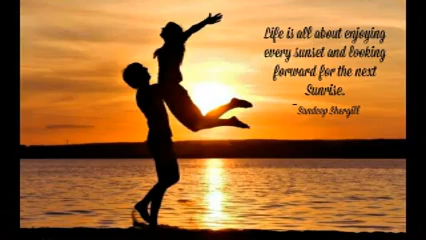 Life is all about enjoying
every sunset and looking
forward for the next
Sunrise.
- Sandeep Shergill